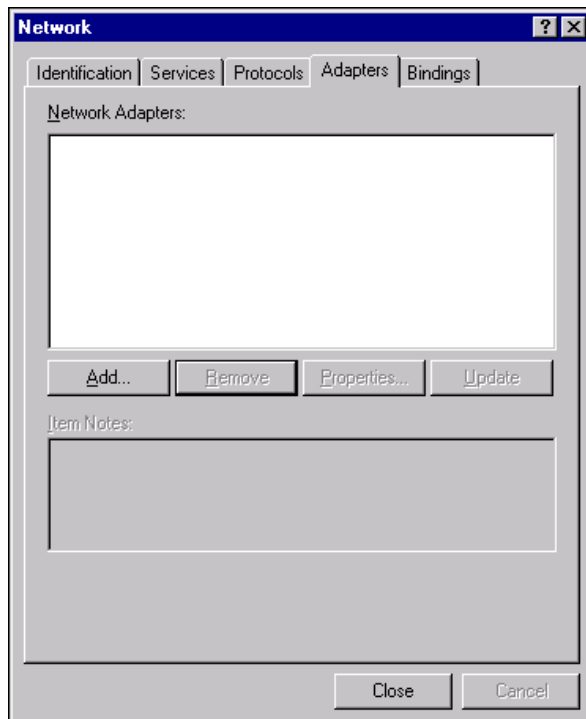 Network
Identification Services Protocols Adapters Bindings
Network Adapters:
Add... Remove Properties... Update
Item Notes:
Close Cancel